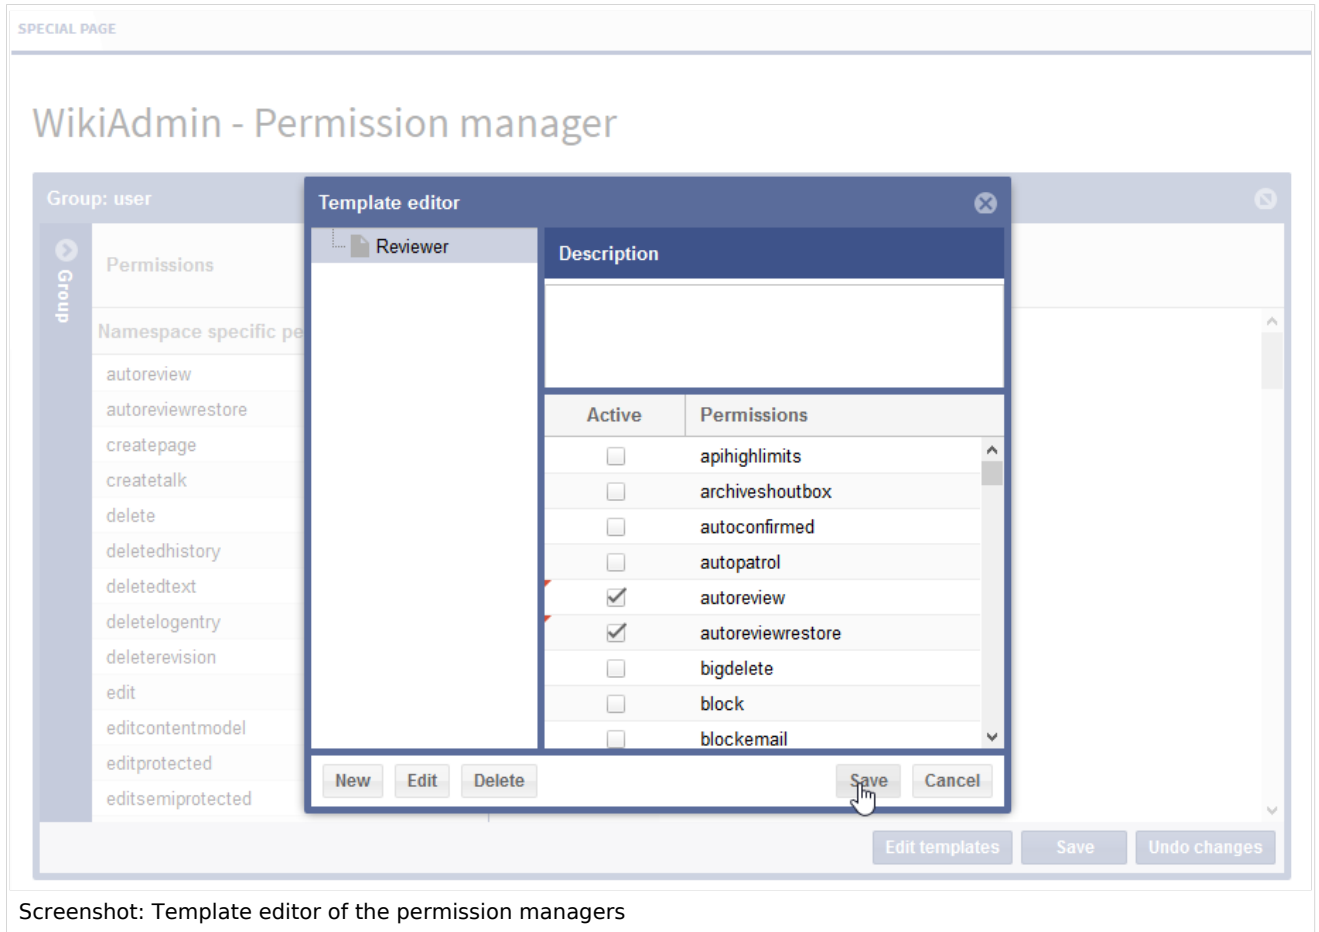 SPECIAL PAGE
WikiAdmin - Permission manager
Group: user
Group
Permissions
Namespace specific pe
autoreview
autoreviewrestore
createpage
createtalk
delete
deletedhistory
deletedtext
deletelogentry
deleterevision
edit
editcontentmodel
editprotected
editsemiprotected
Template editor
Reviewer
Description
Active Permissions
apihighlimits
archiveshoutbox
autoconfirmed
autopatrol
autoreview
autoreviewrestore
bigdelete
block
blockemail
New Edit Delete Save Cancel
Edit templates Save Undo changes
Screenshot: Template editor of the permission managers